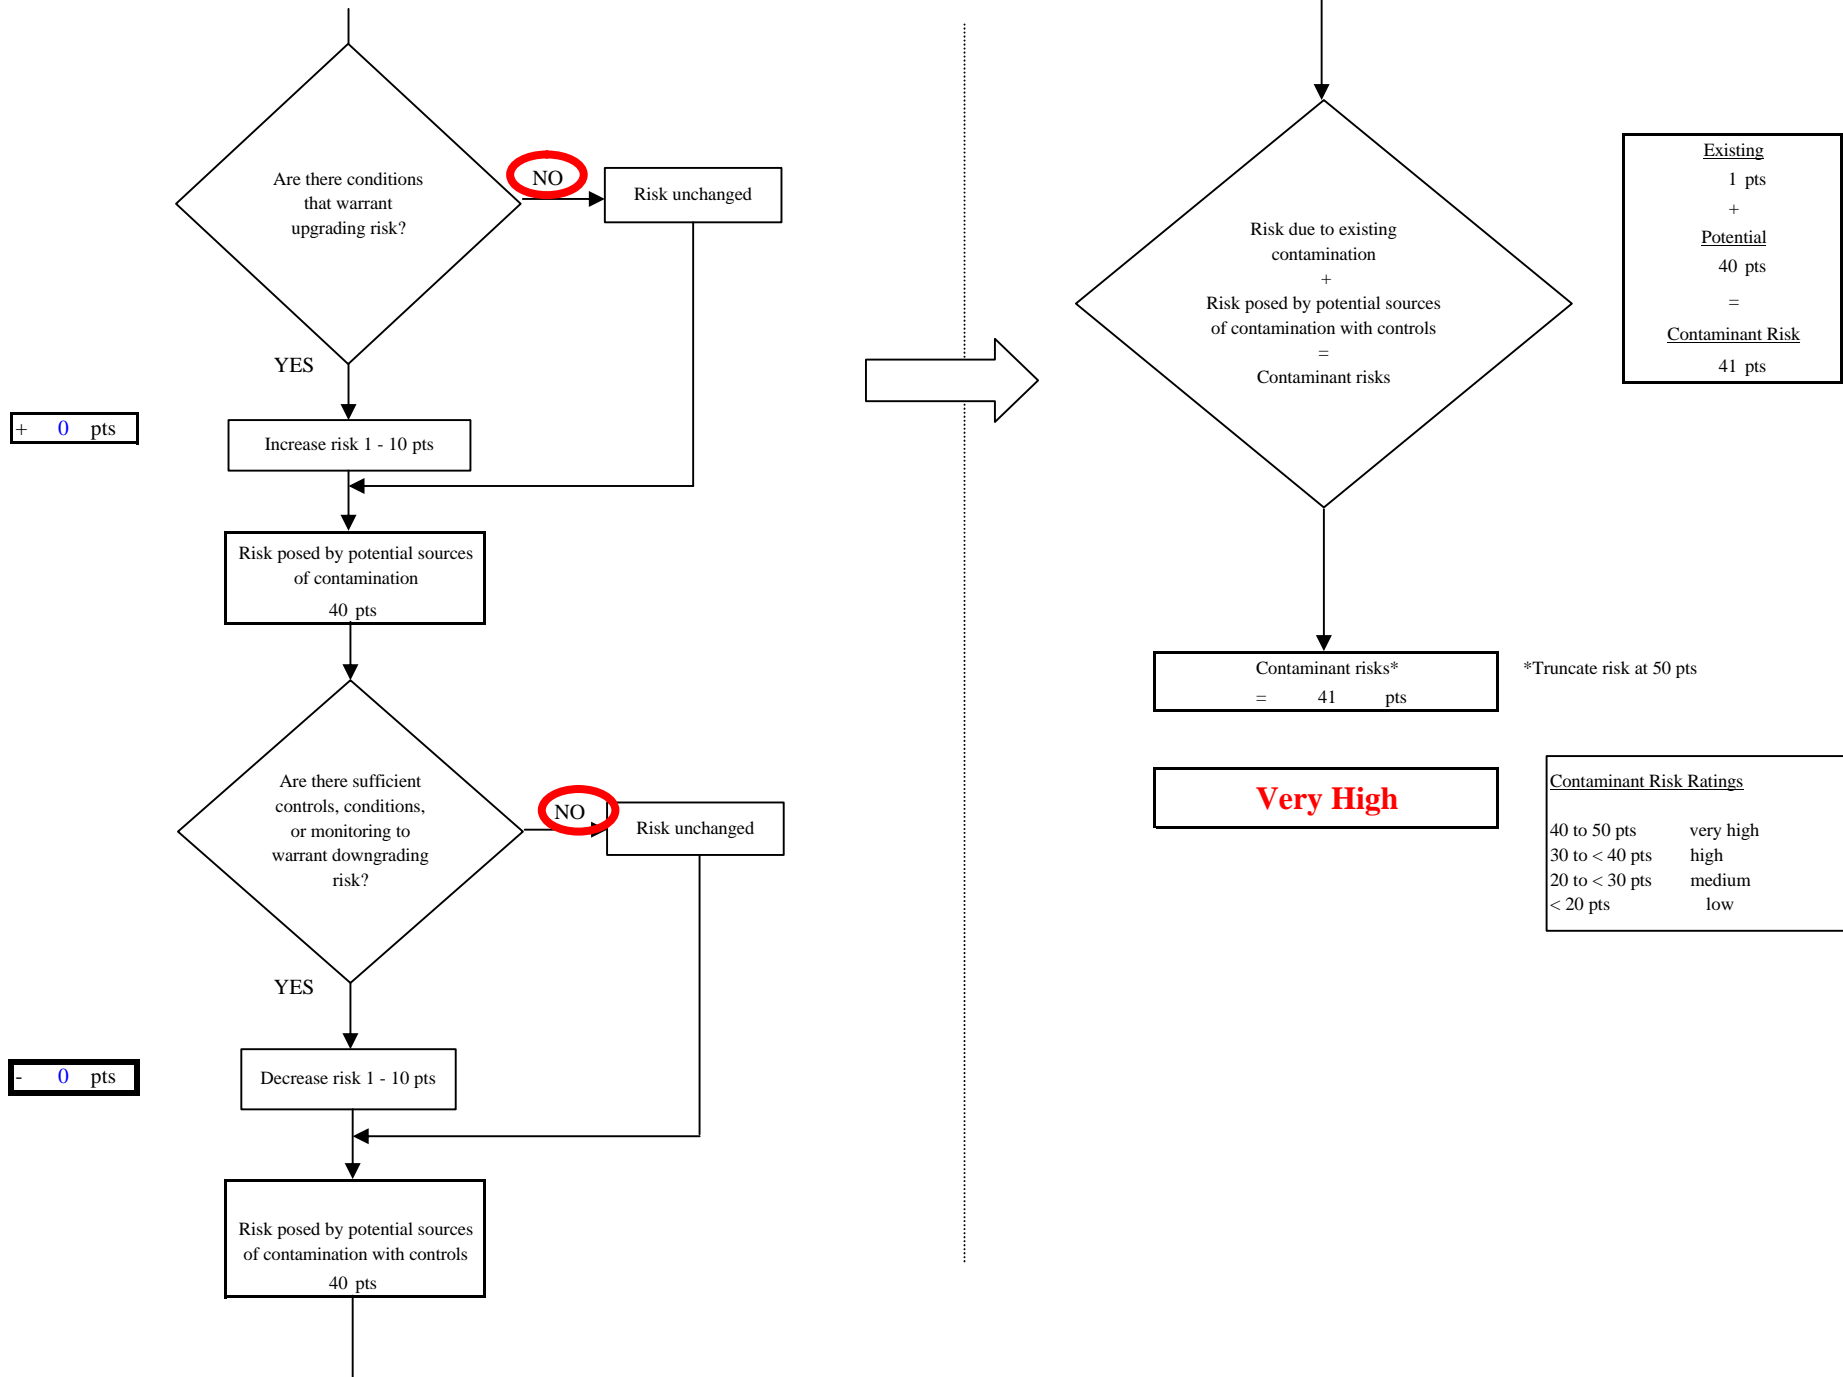 Are there conditions
that warrant
upgrading risk?
NO
Risk unchanged
YES
+ 0 pts
Increase risk 1 - 10 pts
Risk posed by potential sources
of contamination
40 pts
Are there sufficient
controls, conditions,
or monitoring to
warrant downgrading
risk?
NO
Risk unchanged
YES
- 0 pts
Decrease risk 1 - 10 pts
Risk posed by potential sources
of contamination with controls
40 pts
Risk due to existing
contamination
+
Risk posed by potential sources
of contamination with controls
=
Contaminant risks
Existing
1 pts
+
Potential
40 pts
=
Contaminant Risk
41 pts
Contaminant risks*
= 41 pts
*Truncate risk at 50 pts
Very High
Contaminant Risk Ratings
40 to 50 pts very high
30 to < 40 pts high
20 to < 30 pts medium
< 20 pts low